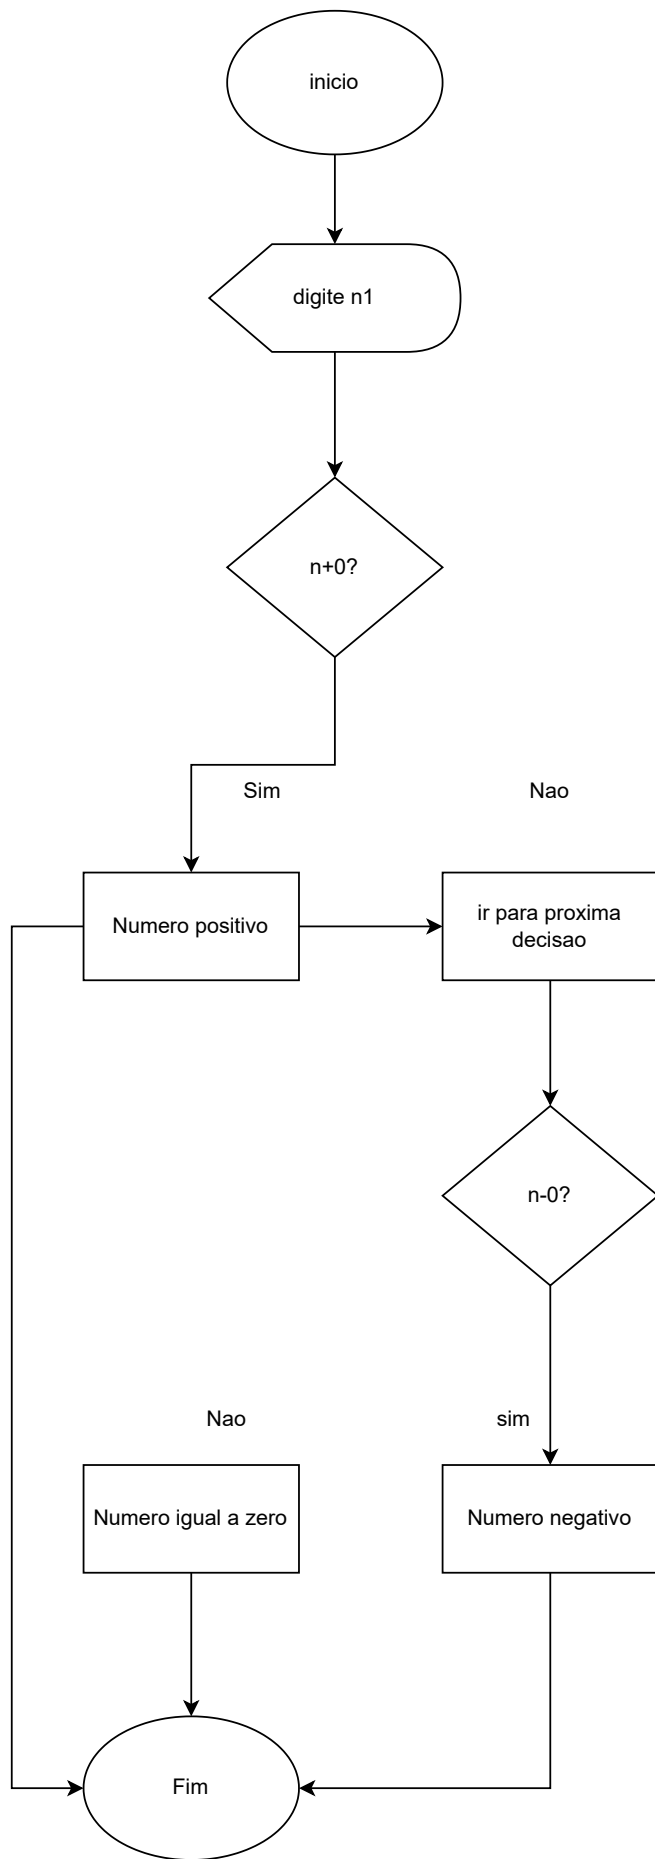 inicio
digite n1
n+0?
Sim
Nao
Numero positivo
ir para proxima
decisao
n-0?
Nao
sim
Numero igual a zero
Numero negativo
Fim